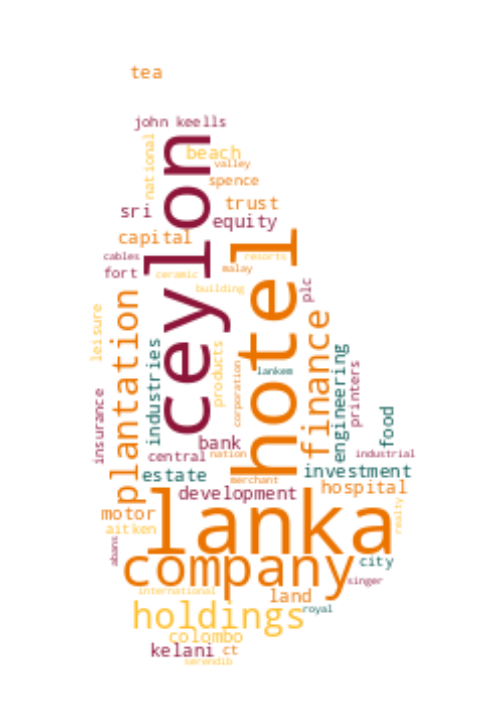 tea
john keells
national
beach
valley
spence
sri
trust
equity
ceylon
capital
cables
fort
ceramic
resorts
malay
building
hotel
plc
leisure
plantation
industries
products
corporation
lankem
finance
engineering
printers
insurance
food
bank
central
nation
industrial
estate
merchant
investment
development
hospital
lanka
motor
aitken
realty
abans
company
city
singer
international
land
royal
holdings
colombo
kelani
ct
serendib